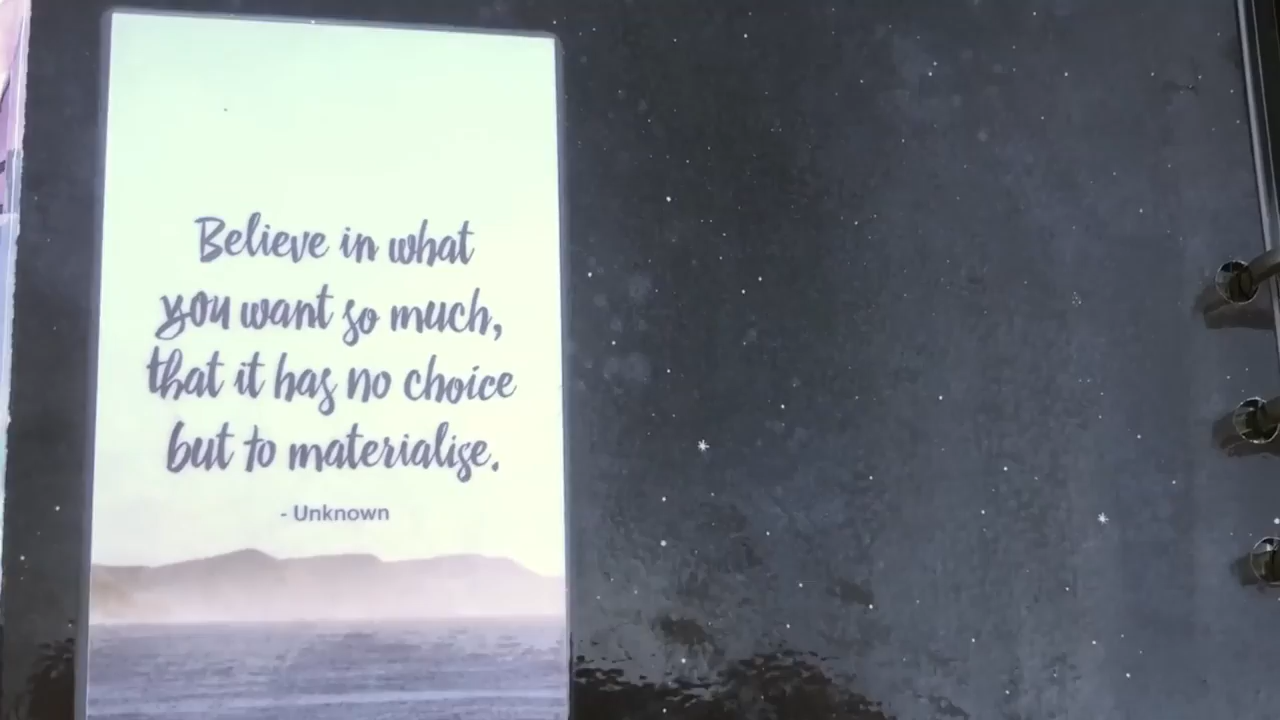 Believe in what
you want so much,
that it has no choice
but to materialise.
- Unknown